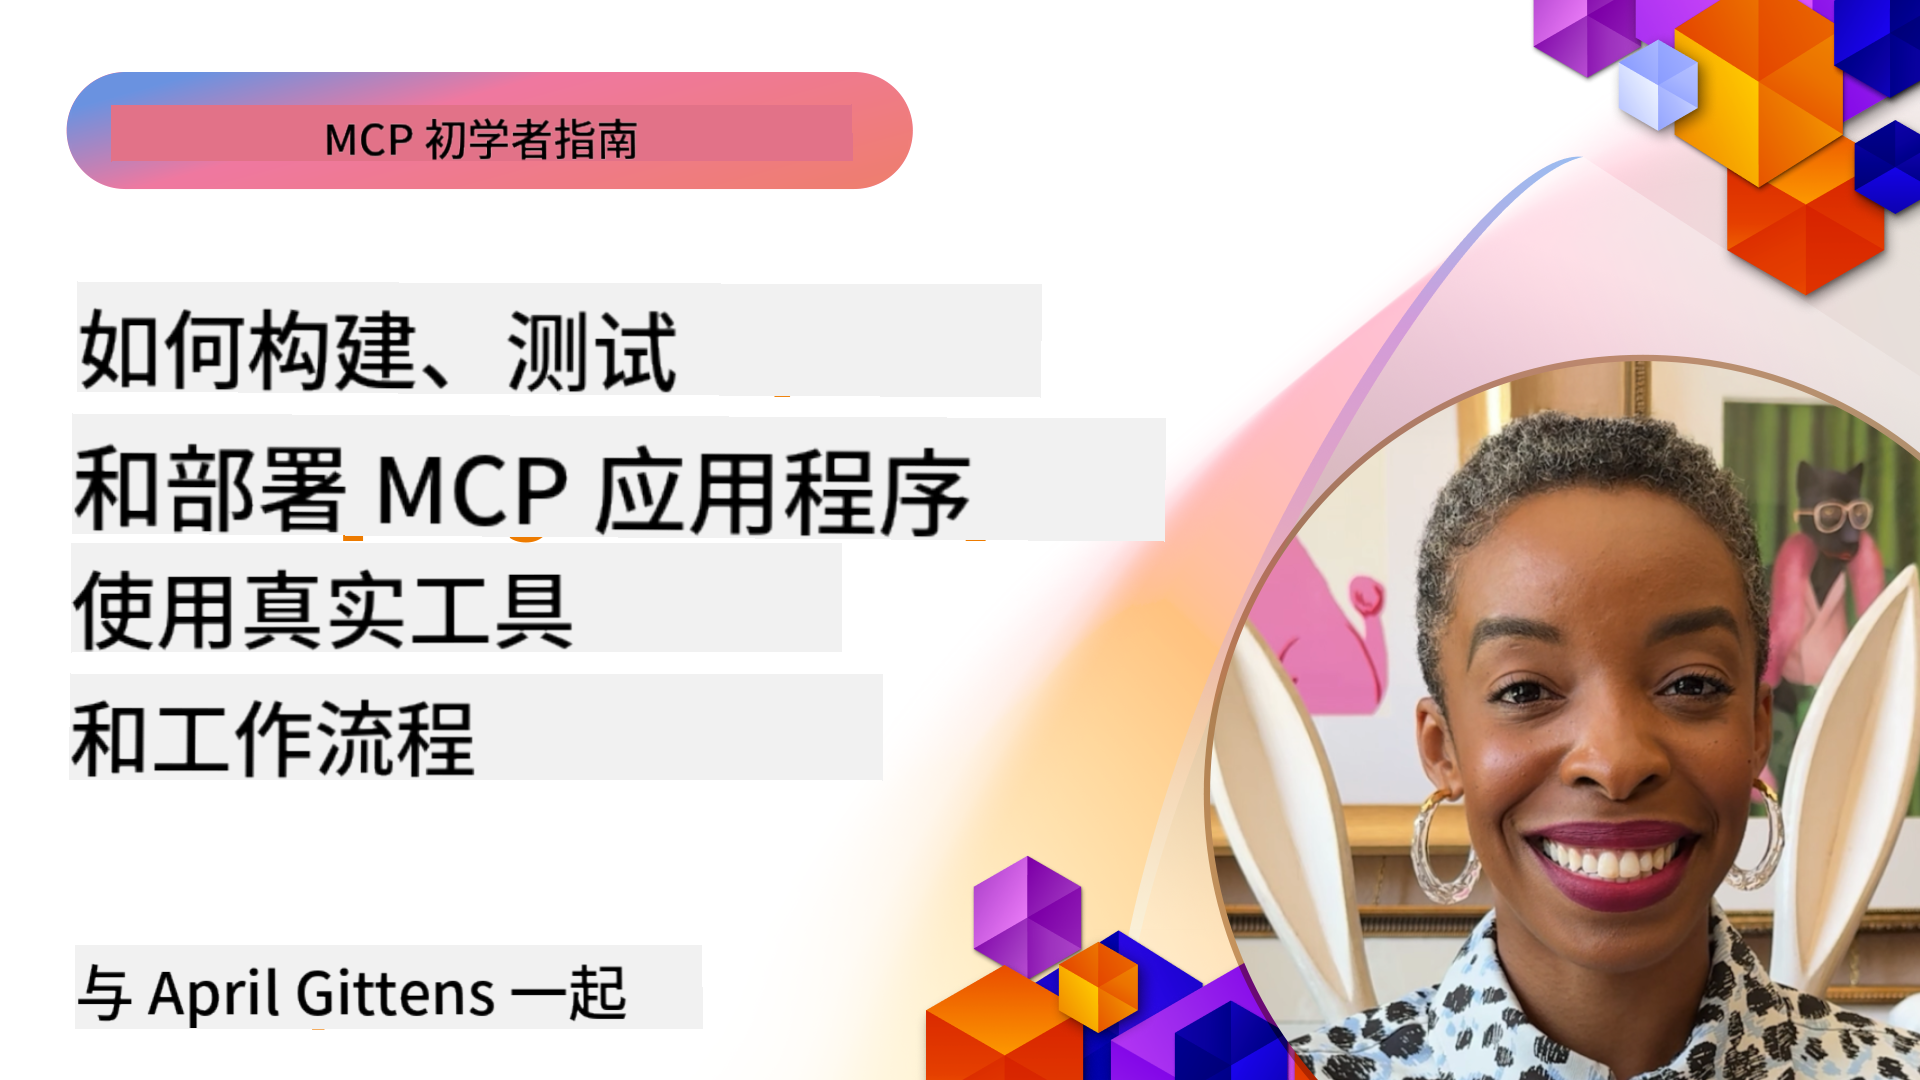 MCP 初学者指南
如何构建、测试
和部署 MCP 应用程序
使用真实工具
和工作流程
与 April Gittens 一起